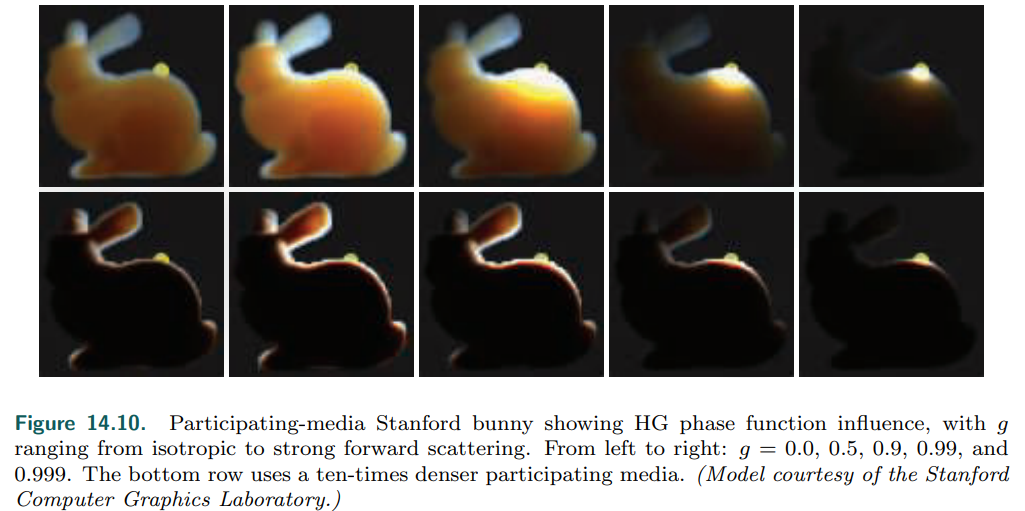 Figure 14.10. Participating-media Stanford bunny showing HG phase function influence, with g
ranging from isotropic to strong forward scattering. From left to right: g = 0.0, 0.5, 0.9, 0.99, and
0.999. The bottom row uses a ten-times denser participating media. (Model courtesy of the Stanford
Computer Graphics Laboratory.)